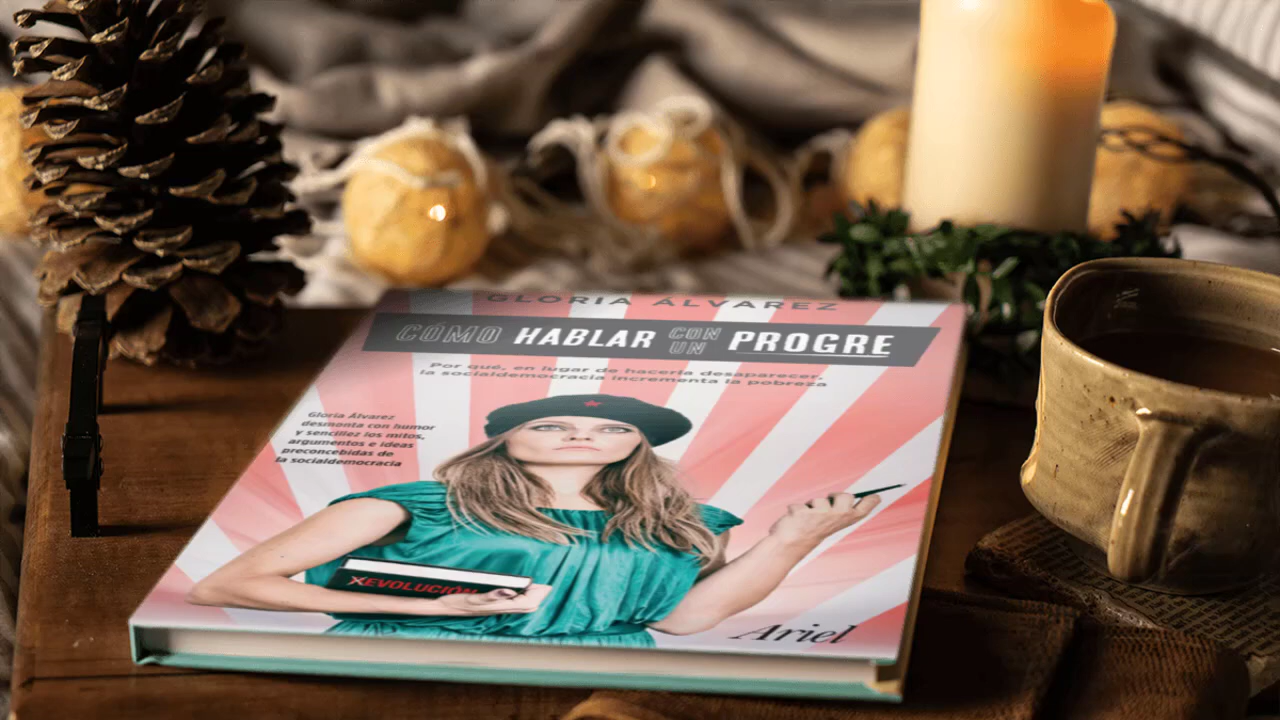 GLORIA ÁLVAREZ
CÓMO HABLAR CON UN PROGRE
Por qué, en lugar de hacerla desaparecer,
la socialdemocracia incrementa la pobreza
Gloria Álvarez
desmonta con humor
y sencillez los mitos,
argumentos e ideas
preconcebidas de
la socialdemocracia
XEVOLUCIÓN
Ariel